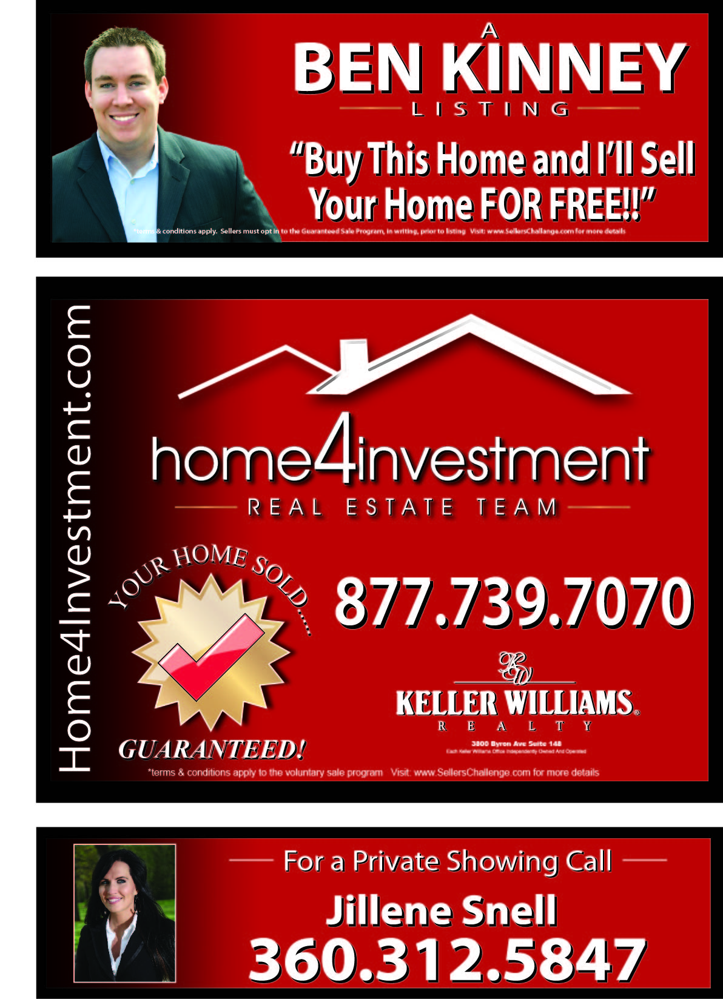 A
BEN KINNEY
LISTING
“Buy This Home and I’ll Sell
Your Home FOR FREE!!”
*terms & conditions apply. Sellers must opt in to the Guaranteed Sale Program, in writing, prior to listing Visit: www.SellersChallange.com for more details
Home4Investment.com
home4investment
REAL ESTATE TEAM
YOUR HOME SOLD.....
GUARANTEED!
877.739.7070
KW
KELLER WILLIAMS®
REALTY
3800 Byron Ave Suite 148
Each Keller Williams Office Independently Owned And Operated
*terms & conditions apply to the voluntary sale program Visit: www.SellersChallenge.com for more details
For a Private Showing Call
Jillene Snell
360.312.5847